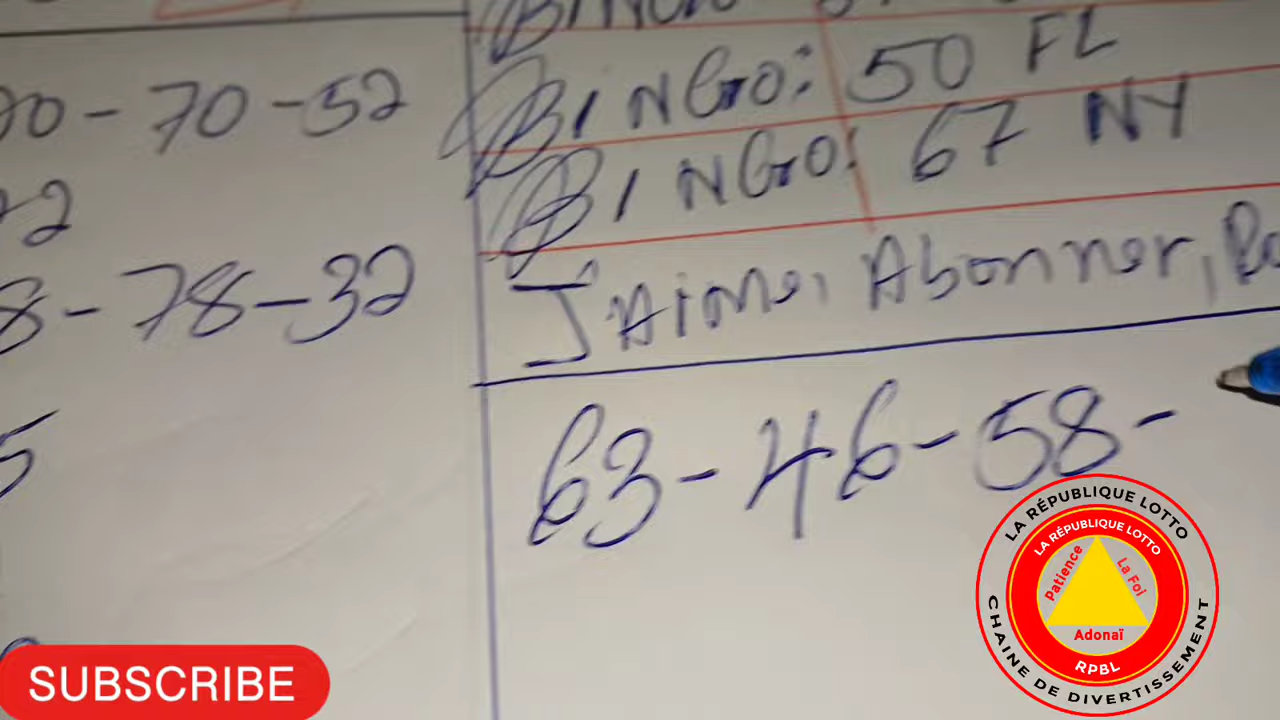 70 - 52
78 - 32
BINGO: 50 FL
BINGO: 67 NY
J'Aime, Abonner,
63 - 46 - 58 -
SUBSCRIBE
LA RÉPUBLIQUE LOTTO
LA RÉPUBLIQUE LOTTO
Patience
La Foi
Adonaï
RPBL
CHAINE DE DIVERTISSEMENT